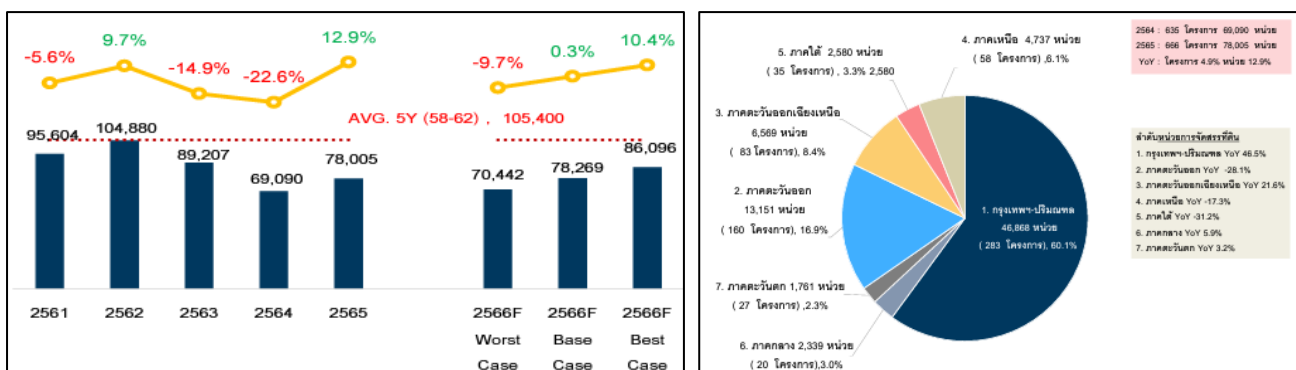 -5.6%
9.7%
-14.9%
-22.6%
12.9%
-9.7%
0.3%
10.4%
AVG. 5Y (58-62) , 105,400
95,604
104,880
89,207
69,090
78,005
70,442
78,269
86,096
2561
2562
2563
2564
2565
2566F
Worst
Case
2566F
Base
Case
2566F
Best
Case
2564 : 635 โครงการ 69,090 หน่วย
2565 : 666 โครงการ 78,005 หน่วย
YoY : โครงการ 4.9% หน่วย 12.9%
4. ภาคเหนือ 4,737 หน่วย
( 58 โครงการ) ,6.1%
5. ภาคใต้ 2,580 หน่วย
( 35 โครงการ) , 3.3% 2,580
3. ภาคตะวันออกเฉียงเหนือ
6,569 หน่วย
( 83 โครงการ), 8.4%
2. ภาคตะวันออก
13,151 หน่วย
( 160 โครงการ), 16.9%
1. กรุงเทพฯ-ปริมณฑล
46,868 หน่วย
( 283 โครงการ), 60.1%
7. ภาคตะวันตก 1,761 หน่วย
( 27 โครงการ) ,2.3%
6. ภาคกลาง 2,339 หน่วย
( 20 โครงการ),3.0%
ลำดับหน่วยการจัดสรรที่ดิน
1. กรุงเทพฯ-ปริมณฑล YoY 46.5%
2. ภาคตะวันออก YoY -28.1%
3. ภาคตะวันออกเฉียงเหนือ YoY 21.6%
4. ภาคเหนือ YoY -17.3%
5. ภาคใต้ YoY -31.2%
6. ภาคกลาง YoY 5.9%
7. ภาคตะวันตก YoY 3.2%